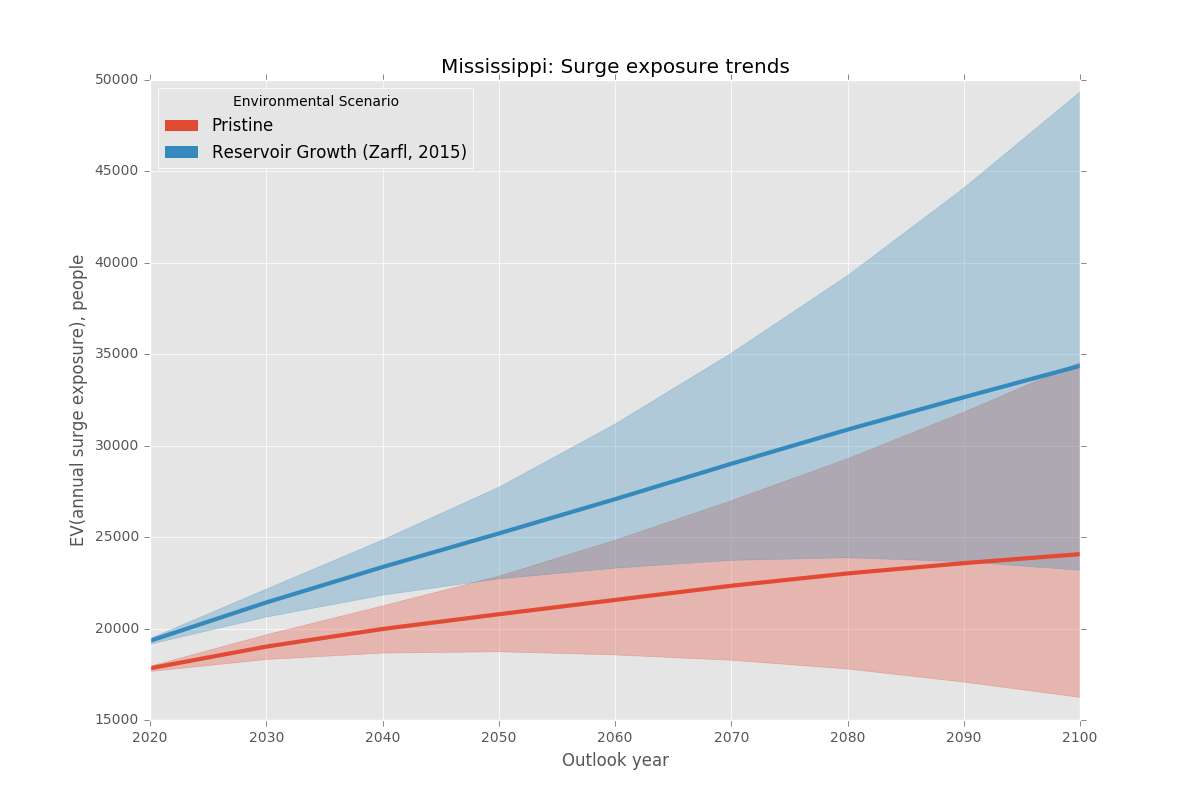 Mississippi: Surge exposure trends
Environmental Scenario
Pristine
Reservoir Growth (Zarfl, 2015)
EV(annual surge exposure), people
50000
45000
40000
35000
30000
25000
20000
15000
2020 2030 2040 2050 2060 2070 2080 2090 2100
Outlook year